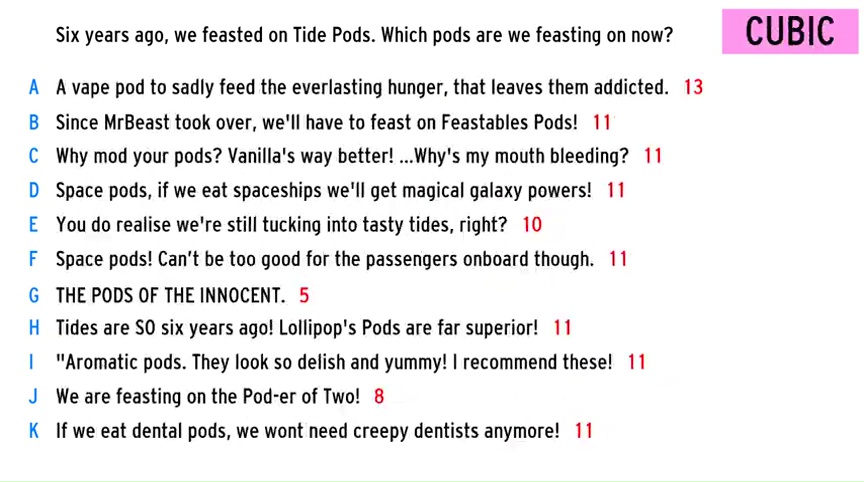 Six years ago, we feasted on Tide Pods. Which pods are we feasting on now?
CUBIC
A A vape pod to sadly feed the everlasting hunger, that leaves them addicted. 13
B Since MrBeast took over, we'll have to feast on Feastables Pods! 11
C Why mod your pods? Vanilla's way better! ...Why's my mouth bleeding? 11
D Space pods, if we eat spaceships we'll get magical galaxy powers! 11
E You do realise we're still tucking into tasty tides, right? 10
F Space pods! Can't be too good for the passengers onboard though. 11
G THE PODS OF THE INNOCENT. 5
H Tides are SO six years ago! Lollipop's Pods are far superior! 11
I "Aromatic pods. They look so delish and yummy! I recommend these! 11
J We are feasting on the Pod-er of Two! 8
K If we eat dental pods, we wont need creepy dentists anymore! 11